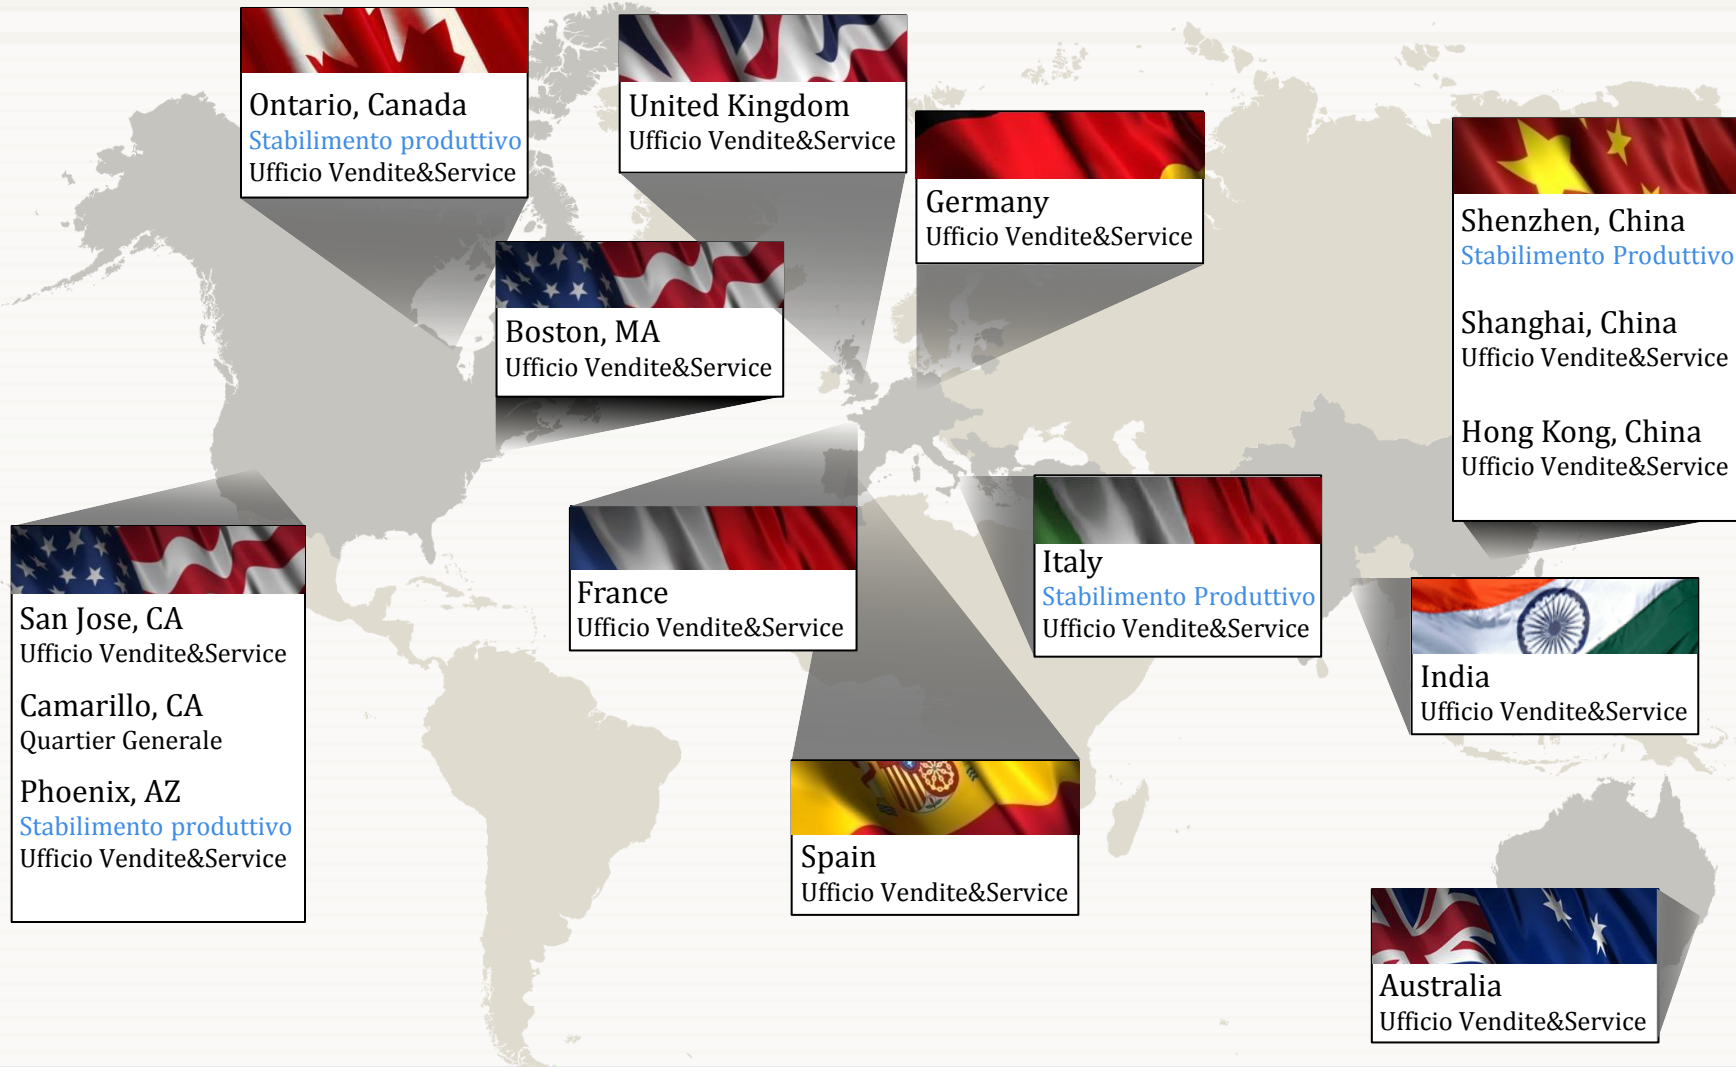 Ontario, Canada
Stabilimento produttivo
Ufficio Vendite&Service
United Kingdom
Ufficio Vendite&Service
Germany
Ufficio Vendite&Service
Shenzhen, China
Stabilimento Produttivo
Shanghai, China
Ufficio Vendite&Service
Hong Kong, China
Ufficio Vendite&Service
Boston, MA
Ufficio Vendite&Service
San Jose, CA
Ufficio Vendite&Service
Camarillo, CA
Quartier Generale
Phoenix, AZ
Stabilimento produttivo
Ufficio Vendite&Service
France
Ufficio Vendite&Service
Italy
Stabilimento Produttivo
Ufficio Vendite&Service
India
Ufficio Vendite&Service
Spain
Ufficio Vendite&Service
Australia
Ufficio Vendite&Service